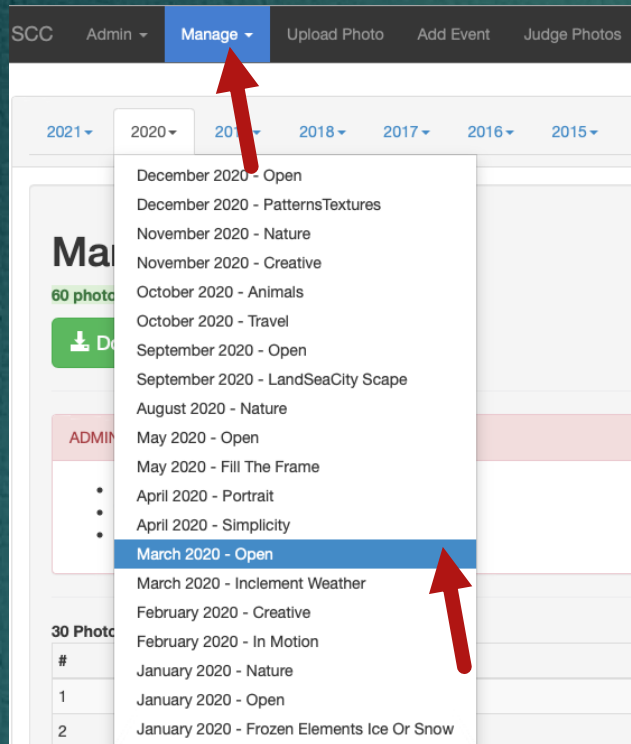 SCC Admin Manage Upload Photo Add Event Judge Photos
2021 2020 2018 2017 2016 2015
December 2020 - Open
December 2020 - PatternsTextures
November 2020 - Nature
November 2020 - Creative
60 photo
October 2020 - Animals
October 2020 - Travel
September 2020 - Open
September 2020 - LandSeaCity Scape
August 2020 - Nature
ADMIN
May 2020 - Open
May 2020 - Fill The Frame
April 2020 - Portrait
April 2020 - Simplicity
March 2020 - Open
March 2020 - Inclement Weather
February 2020 - Creative
30 Photo
February 2020 - In Motion
#
January 2020 - Nature
1
January 2020 - Open
2
January 2020 - Frozen Elements Ice Or Snow